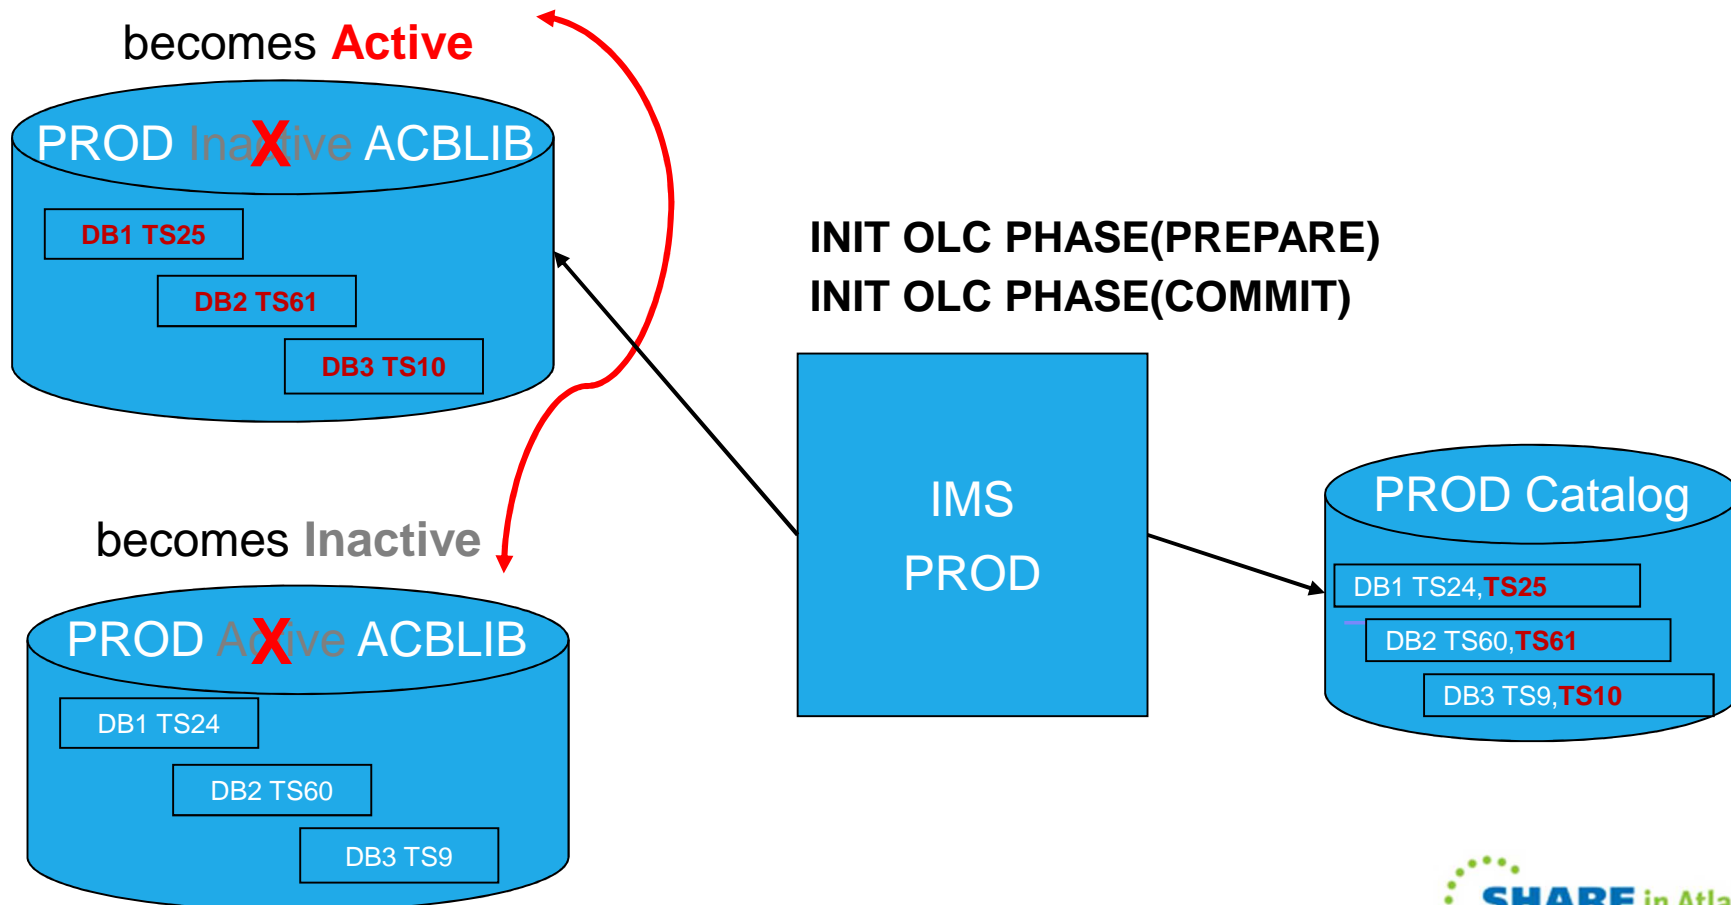 becomes Active
PROD Inactive ACBLIB
X
DB1 TS25
DB2 TS61
DB3 TS10
INIT OLC PHASE(PREPARE)
INIT OLC PHASE(COMMIT)
IMS
PROD
PROD Catalog
DB1 TS24,TS25
DB2 TS60,TS61
DB3 TS9,TS10
becomes Inactive
PROD Active ACBLIB
X
DB1 TS24
DB2 TS60
DB3 TS9
SHARE in